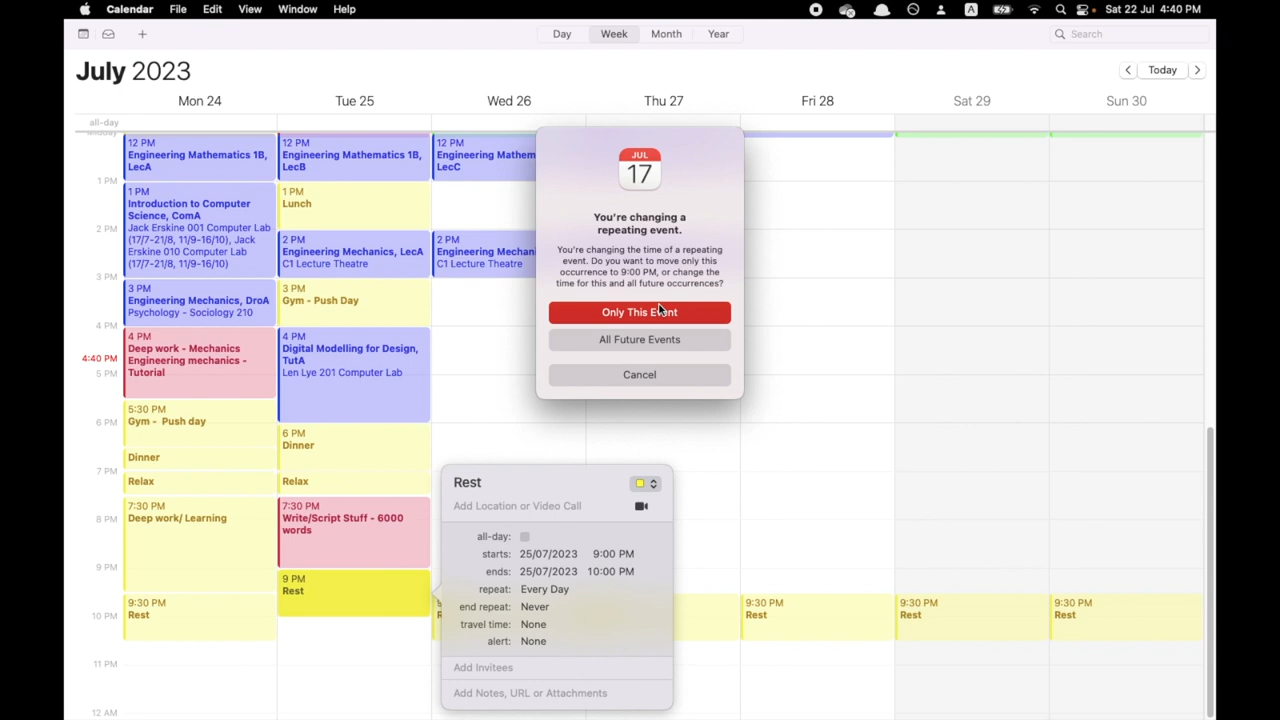 Calendar File Edit View Window Help A Sat 22 Jul 4:40 PM
Day Week Month Year Search
July 2023
Today
Mon 24 Tue 25 Wed 26 Thu 27 Fri 28 Sat 29 Sun 30
all-day
1 PM
2 PM
3 PM
4 PM
4:40 PM
5 PM
6 PM
7 PM
8 PM
9 PM
10 PM
11 PM
12 AM
12 PM
Engineering Mathematics 1B,
LecA
1 PM
Introduction to Computer
Science, ComA
Jack Erskine 001 Computer Lab
(17/7-21/8, 11/9-16/10), Jack
Erskine 010 Computer Lab
(17/7-21/8, 11/9-16/10)
3 PM
Engineering Mechanics, DroA
Psychology - Sociology 210
4 PM
Deep work - Mechanics
Engineering mechanics -
Tutorial
5:30 PM
Gym - Push day
Dinner
Relax
7:30 PM
Deep work/ Learning
9:30 PM
Rest
12 PM
Engineering Mathematics 1B,
LecB
1 PM
Lunch
2 PM
Engineering Mechanics, LecA
C1 Lecture Theatre
3 PM
Gym - Push Day
4 PM
Digital Modelling for Design,
TutA
Len Lye 201 Computer Lab
6 PM
Dinner
Relax
7:30 PM
Write/Script Stuff - 6000
words
9 PM
Rest
12 PM
Engineering Mathem
LecC
2 PM
Engineering Mechani
C1 Lecture Theatre
9:30 PM
Rest
9:30 PM
Rest
9:30 PM
Rest
JUL
17
You're changing a
repeating event.
You're changing the time of a repeating
event. Do you want to move only this
occurrence to 9:00 PM, or change the
time for this and all future occurrences?
Only This Event
All Future Events
Cancel
Rest
Add Location or Video Call
all-day:
starts: 25/07/2023 9:00 PM
ends: 25/07/2023 10:00 PM
repeat: Every Day
end repeat: Never
travel time: None
alert: None
Add Invitees
Add Notes, URL or Attachments